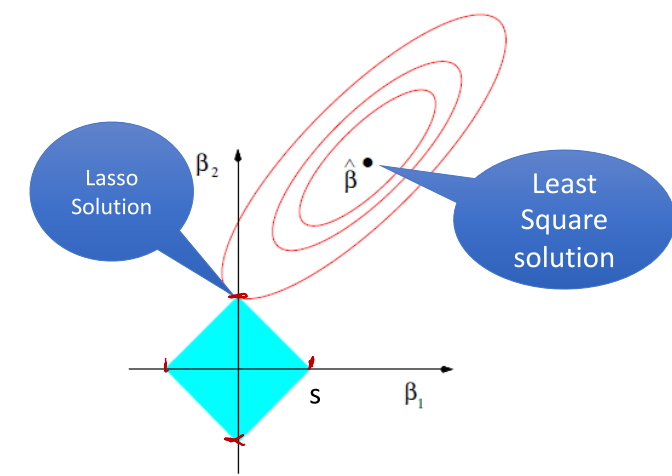 Lasso
Solution
β₂
β̂
Least
Square
solution
s
β₁